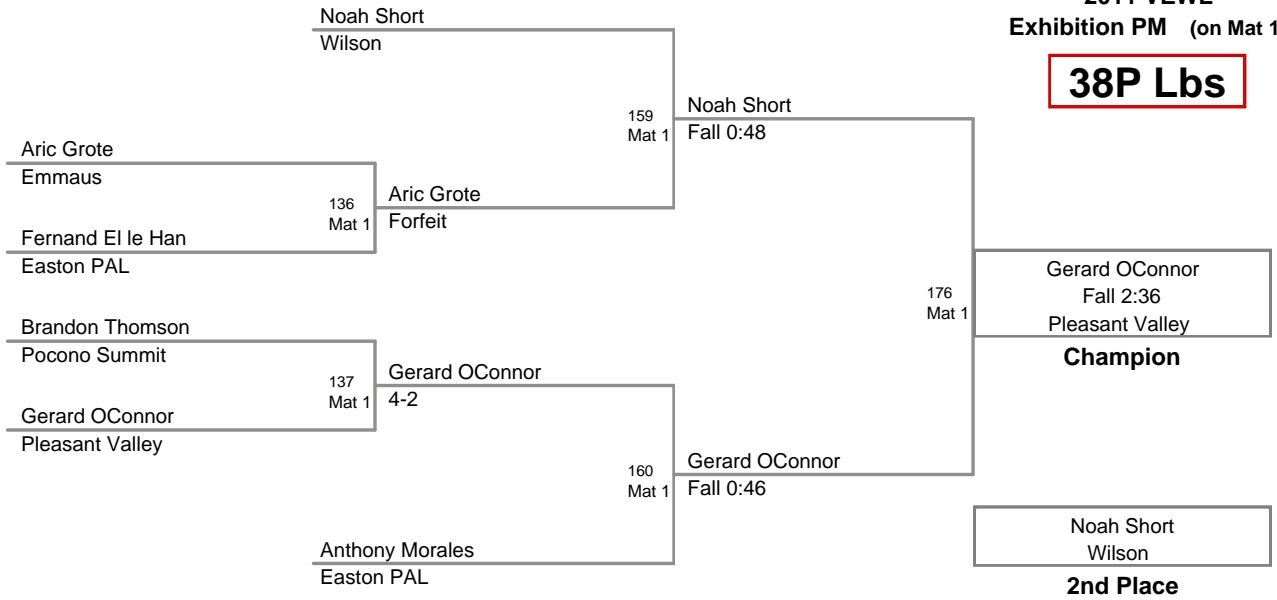 Exhibition PM (on Mat 1
38P Lbs
Noah Short
Wilson
159
Mat 1
Noah Short
Fall 0:48
Aric Grote
Emmaus
136
Mat 1
Aric Grote
Forfeit
Fernand El le Han
Easton PAL
176
Mat 1
Gerard OConnor
Fall 2:36
Pleasant Valley
Champion
Brandon Thomson
Pocono Summit
137
Mat 1
Gerard OConnor
4-2
Gerard OConnor
Pleasant Valley
160
Mat 1
Gerard OConnor
Fall 0:46
Anthony Morales
Easton PAL
Noah Short
Wilson
2nd Place